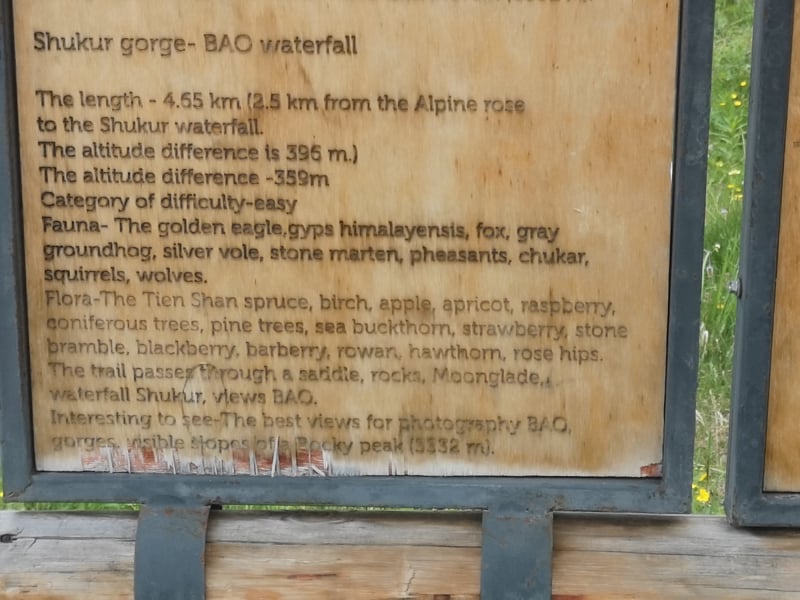 Shukur gorge- BAO waterfall
The length - 4.65 km (2.5 km from the Alpine rose
to the Shukur waterfall.
The altitude difference is 396 m.)
The altitude difference -359m
Category of difficulty-easy
Fauna- The golden eagle,gyps himalayensis, fox, gray
groundhog, silver vole, stone marten, pheasants, chukar,
squirrels, wolves.
Flora-The Tien Shan spruce, birch, apple, apricot, raspberry,
coniferous trees, pine trees, sea buckthorn, strawberry, stone
bramble, blackberry, barberry, rowan, hawthorn, rose hips.
The trail passes through a saddle, rocks, Moonglade,
waterfall Shukur, views BAO.
Interesting to see-The best views for photography BAO,
gorges, visible slopes of a Rocky peak (3332 m).